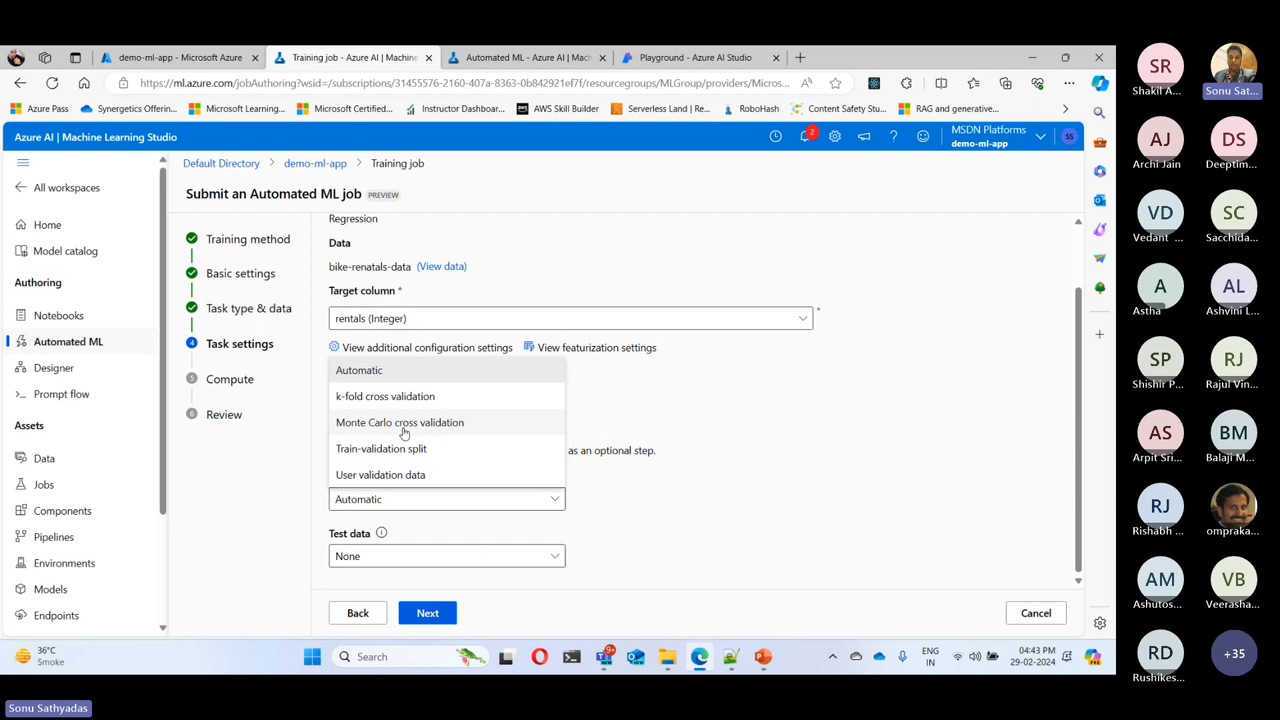 demo-ml-app - Microsoft Azure
Training job - Azure AI | Machine
Automated ML - Azure AI | Mac
Playground - Azure AI Studio
https://ml.azure.com/jobAuthoring?wsid=/subscriptions/31455576-2160-407a-8363-0b842921ef7f/resourcegroups/MLGroup/providers/Micros...
Azure Pass
Synergetics Offering...
Microsoft Learning...
Microsoft Certified...
Instructor Dashboar...
AWS Skill Builder
Serverless Land | Re...
RoboHash
Content Safety Stu...
RAG and generative...
Azure AI | Machine Learning Studio
2
MSDN Platforms
demo-ml-app
SS
Default Directory > demo-ml-app > Training job
Submit an Automated ML job PREVIEW
All workspaces
Home
Model catalog
Authoring
Notebooks
Automated ML
Designer
Prompt flow
Assets
Data
Jobs
Components
Pipelines
Environments
Models
Endpoints
Training method
Basic settings
Task type & data
4 Task settings
5 Compute
6 Review
Regression
Data
bike-renatals-data (View data)
Target column *
rentals (Integer)
*
View additional configuration settings
View featurization settings
Automatic
k-fold cross validation
Monte Carlo cross validation
Train-validation split
as an optional step.
User validation data
Automatic
Test data
None
Back
Next
Cancel
36°C
Smoke
Search
9+
ENG
IN
04:43 PM
29-02-2024
Sonu Sathyadas
SR
Shakil A...
Sonu Sat...
AJ
Archi Jain
DS
Deeptim...
VD
Vedant ...
SC
Sacchida...
A
Astha
AL
Ashvini L...
SP
Shishir P...
RJ
Rajul Vin...
AS
Arpit Sri...
BM
Balaji M...
RJ
Rishabh ...
ompraka...
AM
Ashutos...
VB
Veerasha...
RD
Rushikes...
+35